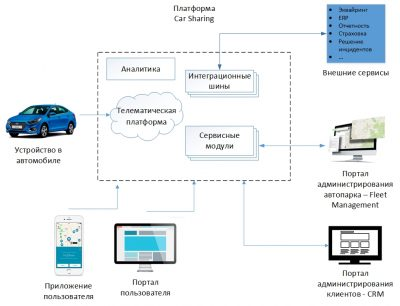 Платформа
Car Sharing
• Эквайринг
• ERP
• Отчетность
• Страховка
• Решение
инцидентов
• ...
Внешние сервисы
Аналитика
Интеграционные
шины
Телематическая
платформа
Сервисные
модули
Устройство в
автомобиле
Портал
администрирования
автопарка – Fleet
Management
Приложение
пользователя
Портал
пользователя
Портал
администрирования
клиентов - CRM